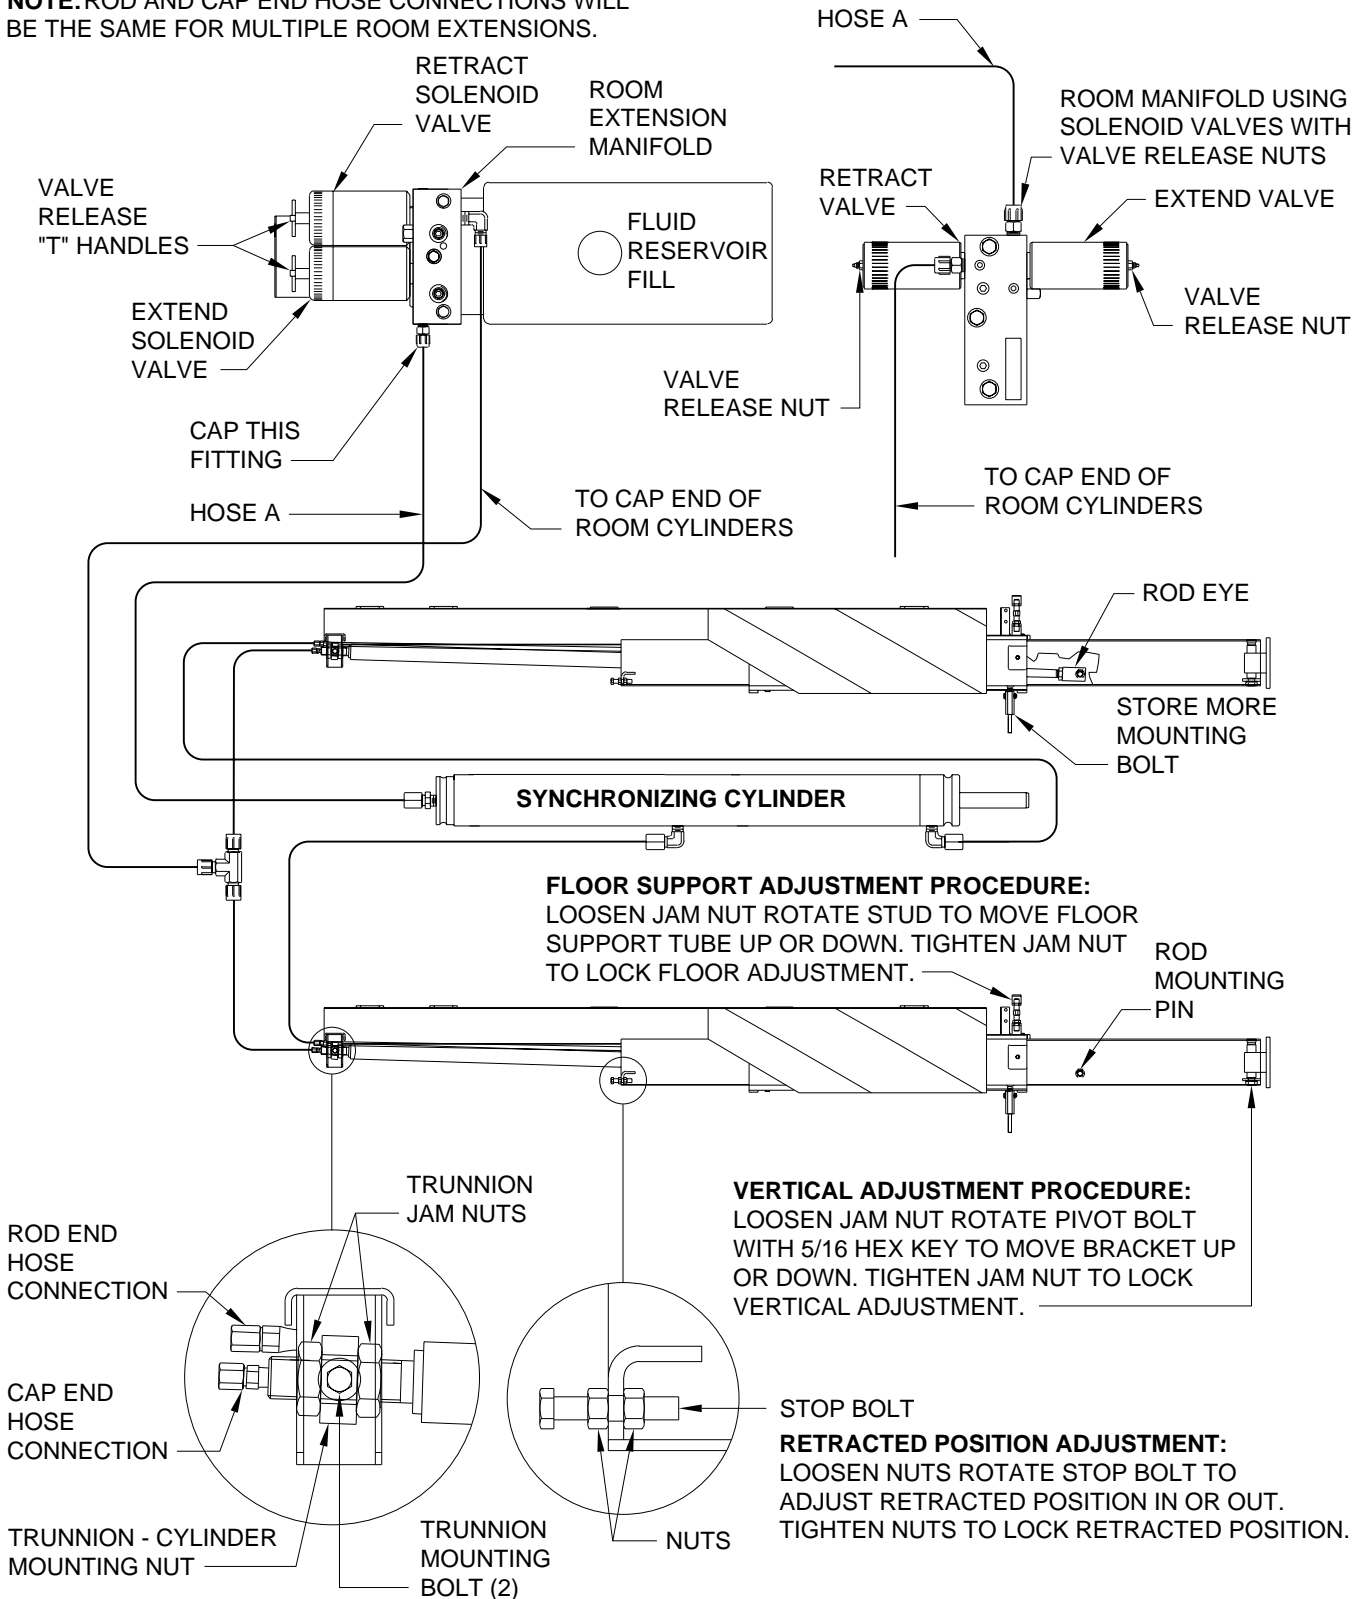 NOTE: ROD AND CAP END HOSE CONNECTIONS WILL
BE THE SAME FOR MULTIPLE ROOM EXTENSIONS.
HOSE A
RETRACT
SOLENOID
VALVE
ROOM
EXTENSION
MANIFOLD
ROOM MANIFOLD USING
SOLENOID VALVES WITH
VALVE RELEASE NUTS
VALVE
RELEASE
"T" HANDLES
RETRACT
VALVE
EXTEND VALVE
FLUID
RESERVOIR
FILL
EXTEND
SOLENOID
VALVE
VALVE
RELEASE NUT
VALVE
RELEASE NUT
CAP THIS
FITTING
HOSE A
TO CAP END OF
ROOM CYLINDERS
TO CAP END OF
ROOM CYLINDERS
ROD EYE
STORE MORE
MOUNTING
BOLT
SYNCHRONIZING CYLINDER
FLOOR SUPPORT ADJUSTMENT PROCEDURE:
LOOSEN JAM NUT ROTATE STUD TO MOVE FLOOR
SUPPORT TUBE UP OR DOWN. TIGHTEN JAM NUT
TO LOCK FLOOR ADJUSTMENT.
ROD
MOUNTING
PIN
TRUNNION
JAM NUTS
VERTICAL ADJUSTMENT PROCEDURE:
LOOSEN JAM NUT ROTATE PIVOT BOLT
WITH 5/16 HEX KEY TO MOVE BRACKET UP
OR DOWN. TIGHTEN JAM NUT TO LOCK
VERTICAL ADJUSTMENT.
ROD END
HOSE
CONNECTION
CAP END
HOSE
CONNECTION
STOP BOLT
RETRACTED POSITION ADJUSTMENT:
LOOSEN NUTS ROTATE STOP BOLT TO
ADJUST RETRACTED POSITION IN OR OUT.
TIGHTEN NUTS TO LOCK RETRACTED POSITION.
TRUNNION - CYLINDER
MOUNTING NUT
TRUNNION
MOUNTING
BOLT (2)
NUTS